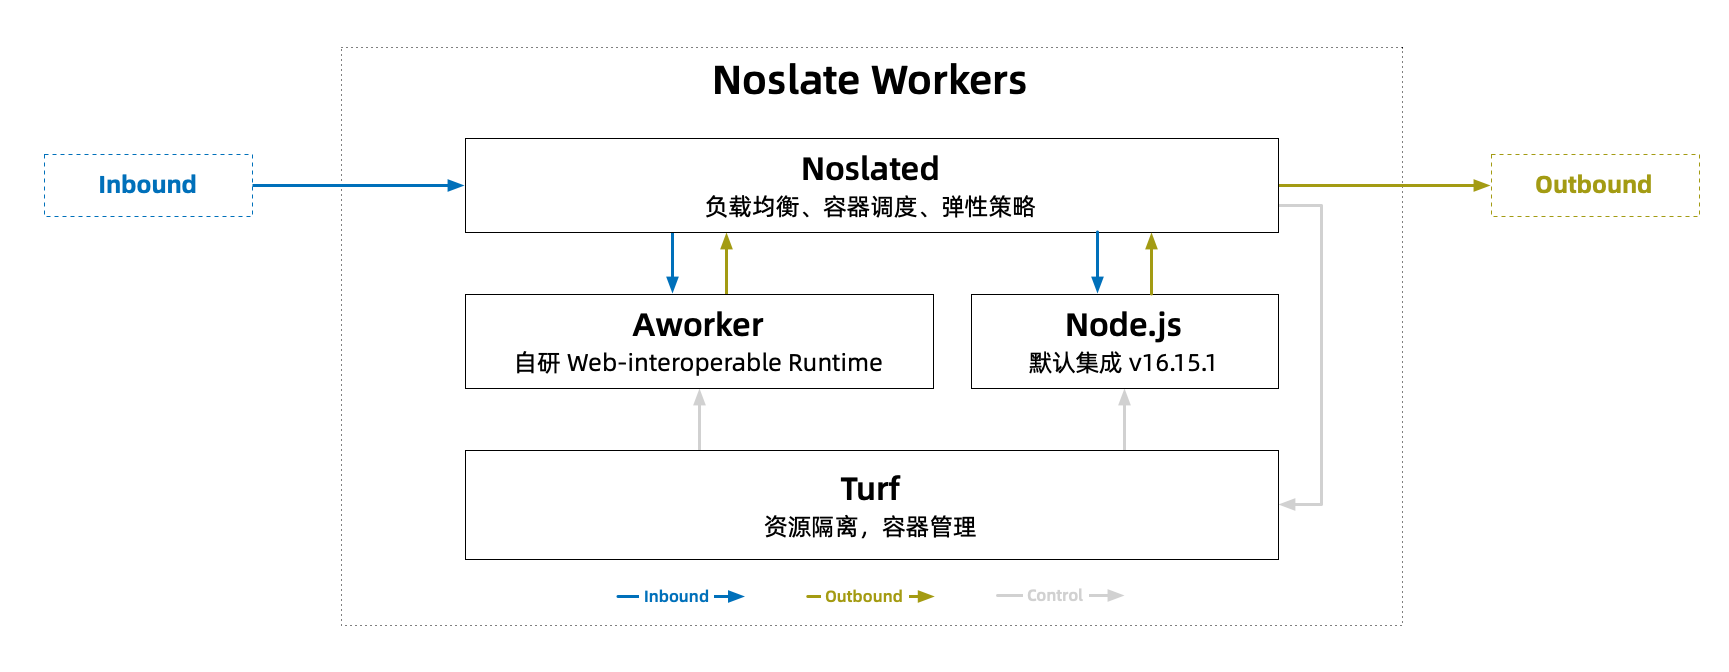 Noslate Workers
Inbound
Noslated
负载均衡、容器调度、弹性策略
Outbound
Aworker
自研 Web-interoperable Runtime
Node.js
默认集成 v16.15.1
Turf
资源隔离，容器管理
Inbound
Outbound
Control